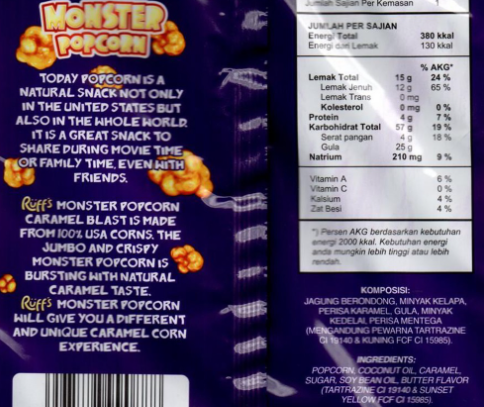 MONSTER
POPCORN
TODAY POPCORN IS A
NATURAL SNACK NOT ONLY
IN THE UNITED STATES BUT
ALSO IN THE WHOLE WORLD.
IT IS A GREAT SNACK TO
SHARE DURING MOVIE TIME
OR FAMILY TIME, EVEN WITH
FRIENDS.
Ruff's MONSTER POPCORN
CARAMEL BLAST IS MADE
FROM 100% USA CORNS. THE
JUMBO AND CRISPY
MONSTER POPCORN IS
BURSTING WITH NATURAL
CARAMEL TASTE.
Ruff's MONSTER POPCORN
WILL GIVE YOU A DIFFERENT
AND UNIQUE CARAMEL CORN
EXPERIENCE.
Jumlah Sajian Per Kemasan 1
JUMLAH PER SAJIAN
Energi Total 380 kkal
Energi dari Lemak 130 kkal
% AKG*
Lemak Total 15 g 24 %
Lemak Jenuh 12 g 65 %
Lemak Trans 0 mg
Kolesterol 0 mg 0 %
Protein 4 g 7 %
Karbohidrat Total 57 g 19 %
Serat pangan 4 g 18 %
Gula 25 g
Natrium 210 mg 9 %
Vitamin A 6 %
Vitamin C 0 %
Kalsium 4 %
Zat Besi 4 %
*) Persen AKG berdasarkan kebutuhan
energi 2000 kkal. Kebutuhan energi
anda mungkin lebih tinggi atau lebih
rendah.
KOMPOSISI:
JAGUNG BERONDONG, MINYAK KELAPA,
PERISA KARAMEL, GULA, MINYAK
KEDELAI, PERISA MENTEGA
(MENGANDUNG PEWARNA TARTRAZINE
CI 19140 & KUNING FCF CI 15985).
INGREDIENTS:
POPCORN, COCONUT OIL, CARAMEL,
SUGAR, SOY BEAN OIL, BUTTER FLAVOR
(TARTRAZINE CI 19140 & SUNSET
YELLOW FCF CI 15985).